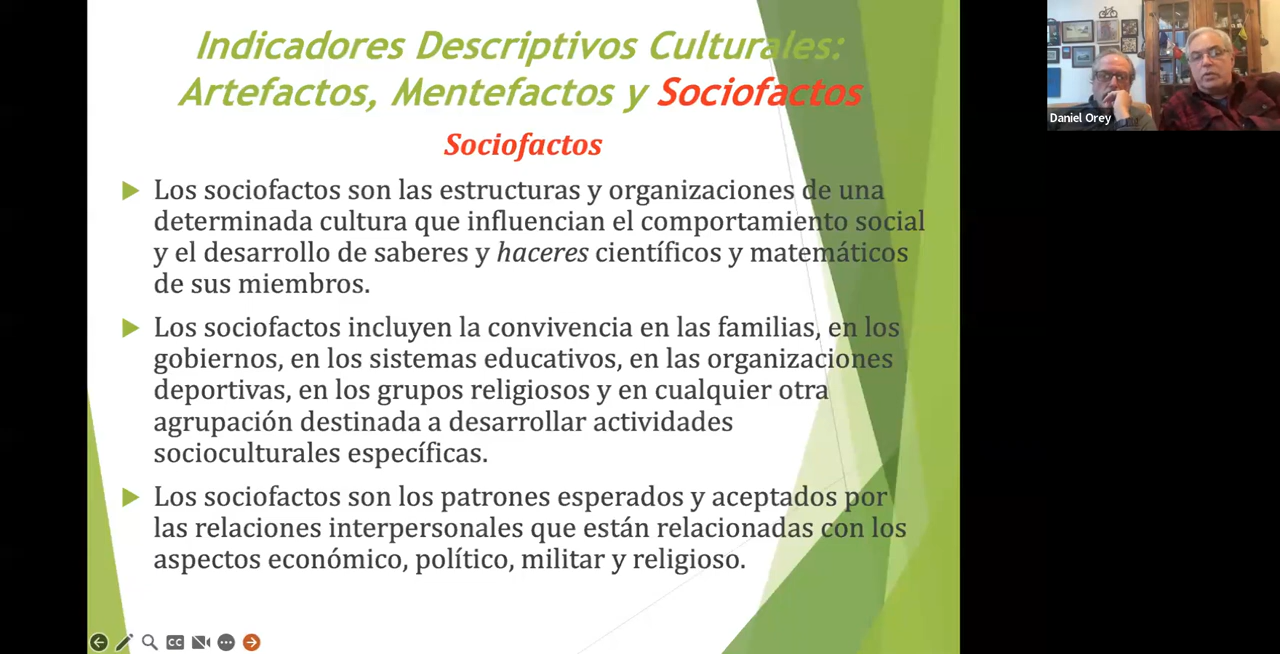 Indicadores Descriptivos Culturales:
Artefactos, Mentefactos y Sociofactos
Sociofactos
Los sociofactos son las estructuras y organizaciones de una
determinada cultura que influencian el comportamiento social
y el desarrollo de saberes y haceres científicos y matemáticos
de sus miembros.
Los sociofactos incluyen la convivencia en las familias, en los
gobiernos, en los sistemas educativos, en las organizaciones
deportivas, en los grupos religiosos y en cualquier otra
agrupación destinada a desarrollar actividades
socioculturales específicas.
Los sociofactos son los patrones esperados y aceptados por
las relaciones interpersonales que están relacionadas con los
aspectos económico, político, militar y religioso.
CC
Daniel Orey